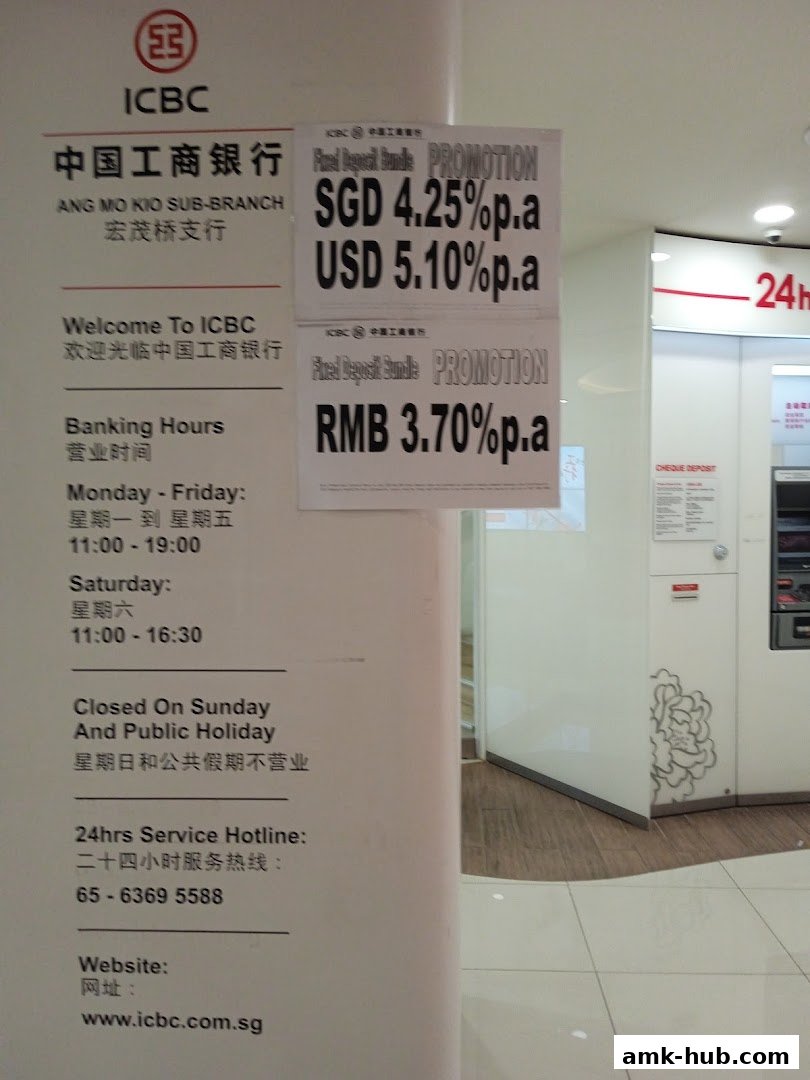 ICBC
中国工商银行
ANG MO KIO SUB-BRANCH
宏茂桥支行
Welcome To ICBC
欢迎光临中国工商银行
Banking Hours
营业时间
Monday - Friday:
星期一 到 星期五
11:00 - 19:00
Saturday:
星期六
11:00 - 16:30
Closed On Sunday
And Public Holiday
星期日和公共假期不营业
24hrs Service Hotline:
二十四小时服务热线：
65 - 6369 5588
Website:
网址：
www.icbc.com.sg
ICBC 中国工商银行
Fixed Deposit Bundle PROMOTION
SGD 4.25%p.a
USD 5.10%p.a
ICBC 中国工商银行
Fixed Deposit Bundle PROMOTION
RMB 3.70%p.a
24h
CHEQUE DEPOSIT
amk-hub.com